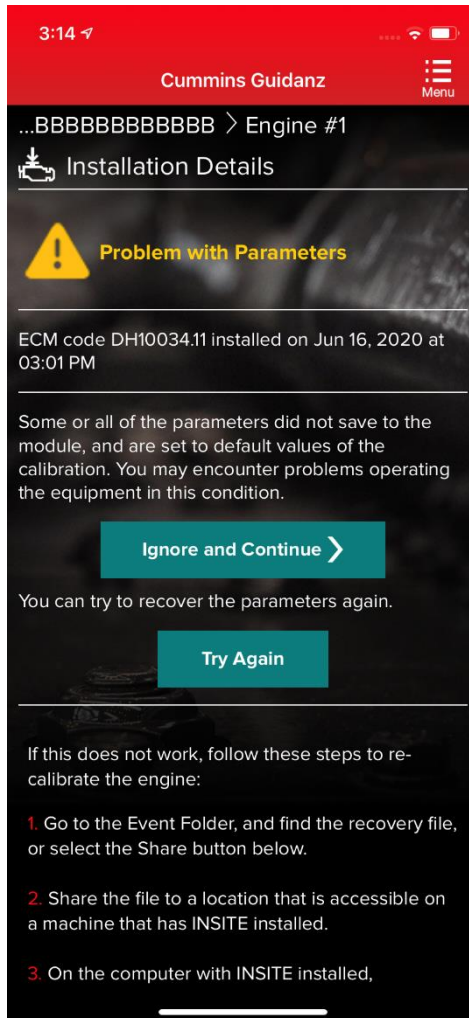 3:14
Cummins Guidanz
Menu
...BBBBBBBBBBBB > Engine #1
Installation Details
Problem with Parameters
ECM code DH10034.11 installed on Jun 16, 2020 at
03:01 PM
Some or all of the parameters did not save to the
module, and are set to default values of the
calibration. You may encounter problems operating
the equipment in this condition.
Ignore and Continue
You can try to recover the parameters again.
Try Again
If this does not work, follow these steps to re-
calibrate the engine:
1. Go to the Event Folder, and find the recovery file,
or select the Share button below.
2. Share the file to a location that is accessible on
a machine that has INSITE installed.
3. On the computer with INSITE installed,